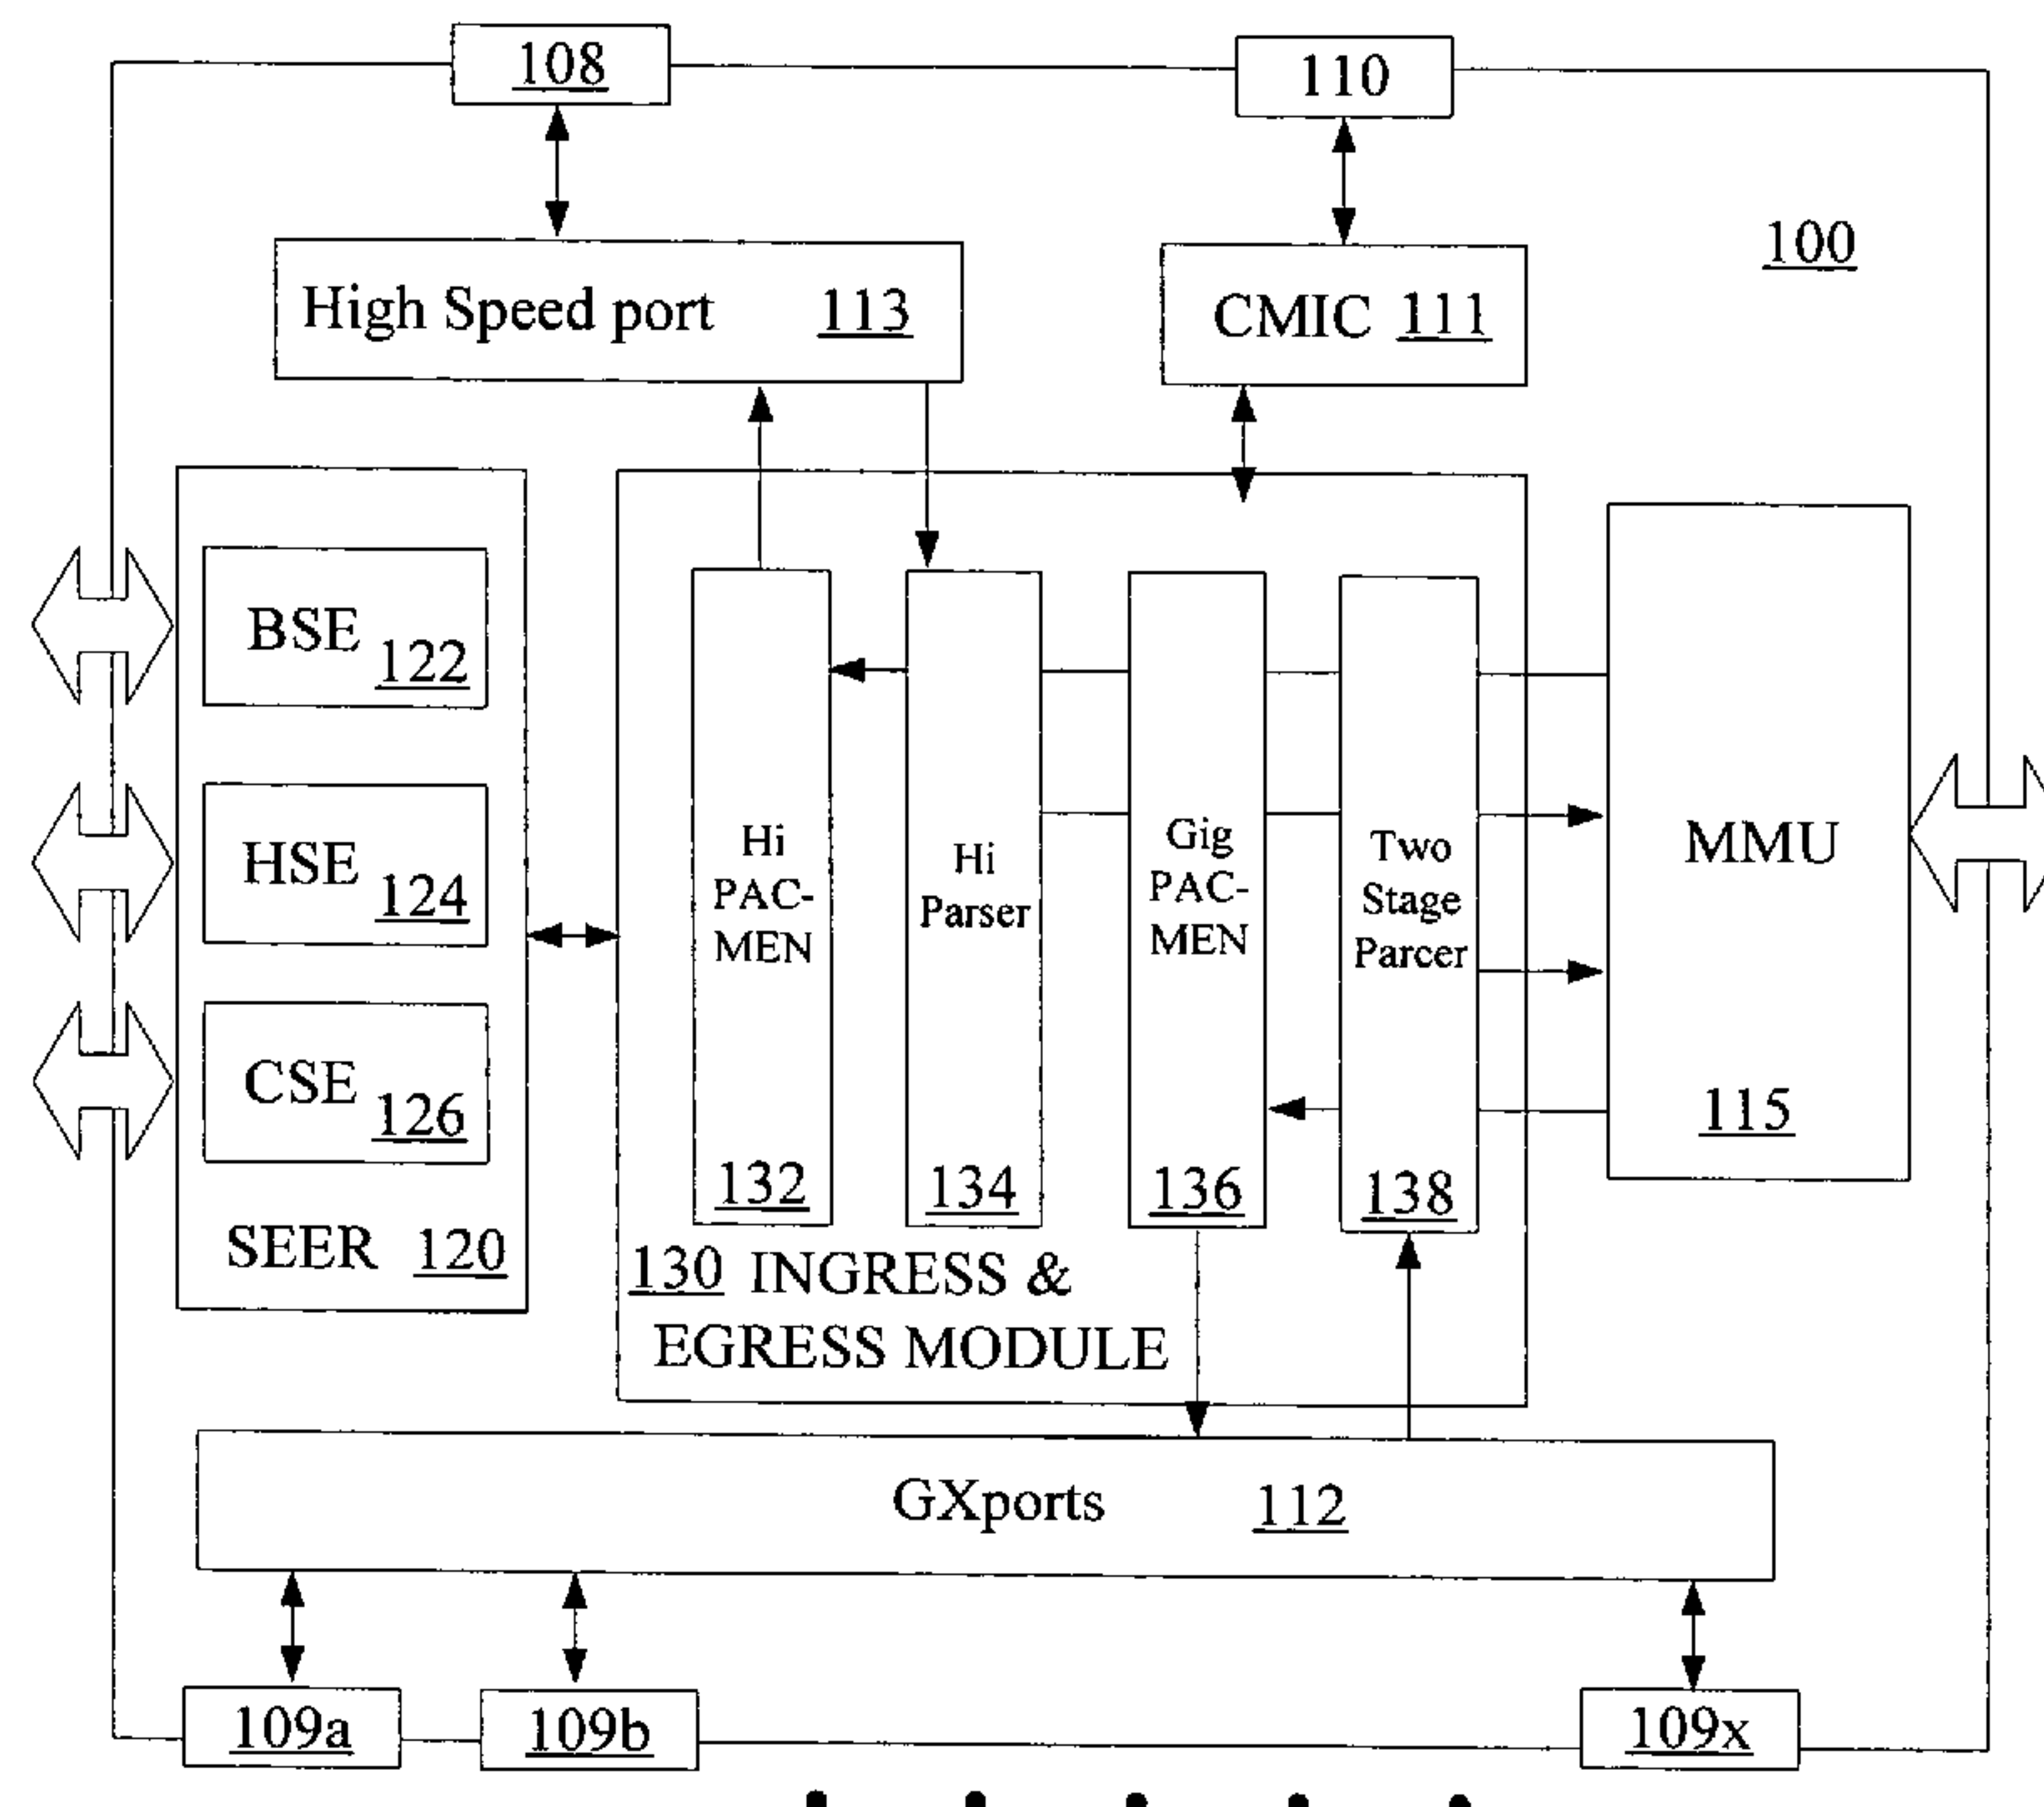 108
110
100
High Speed port 113
CMIC 111
BSE 122
HSE 124
CSE 126
SEER 120
Hi
PAC-
MEN
132
Hi
Parser
134
Gig
PAC-
MEN
136
Two
Stage
Parcer
138
MMU
115
130 INGRESS &
EGRESS MODULE
GXports 112
109a
109b
109x